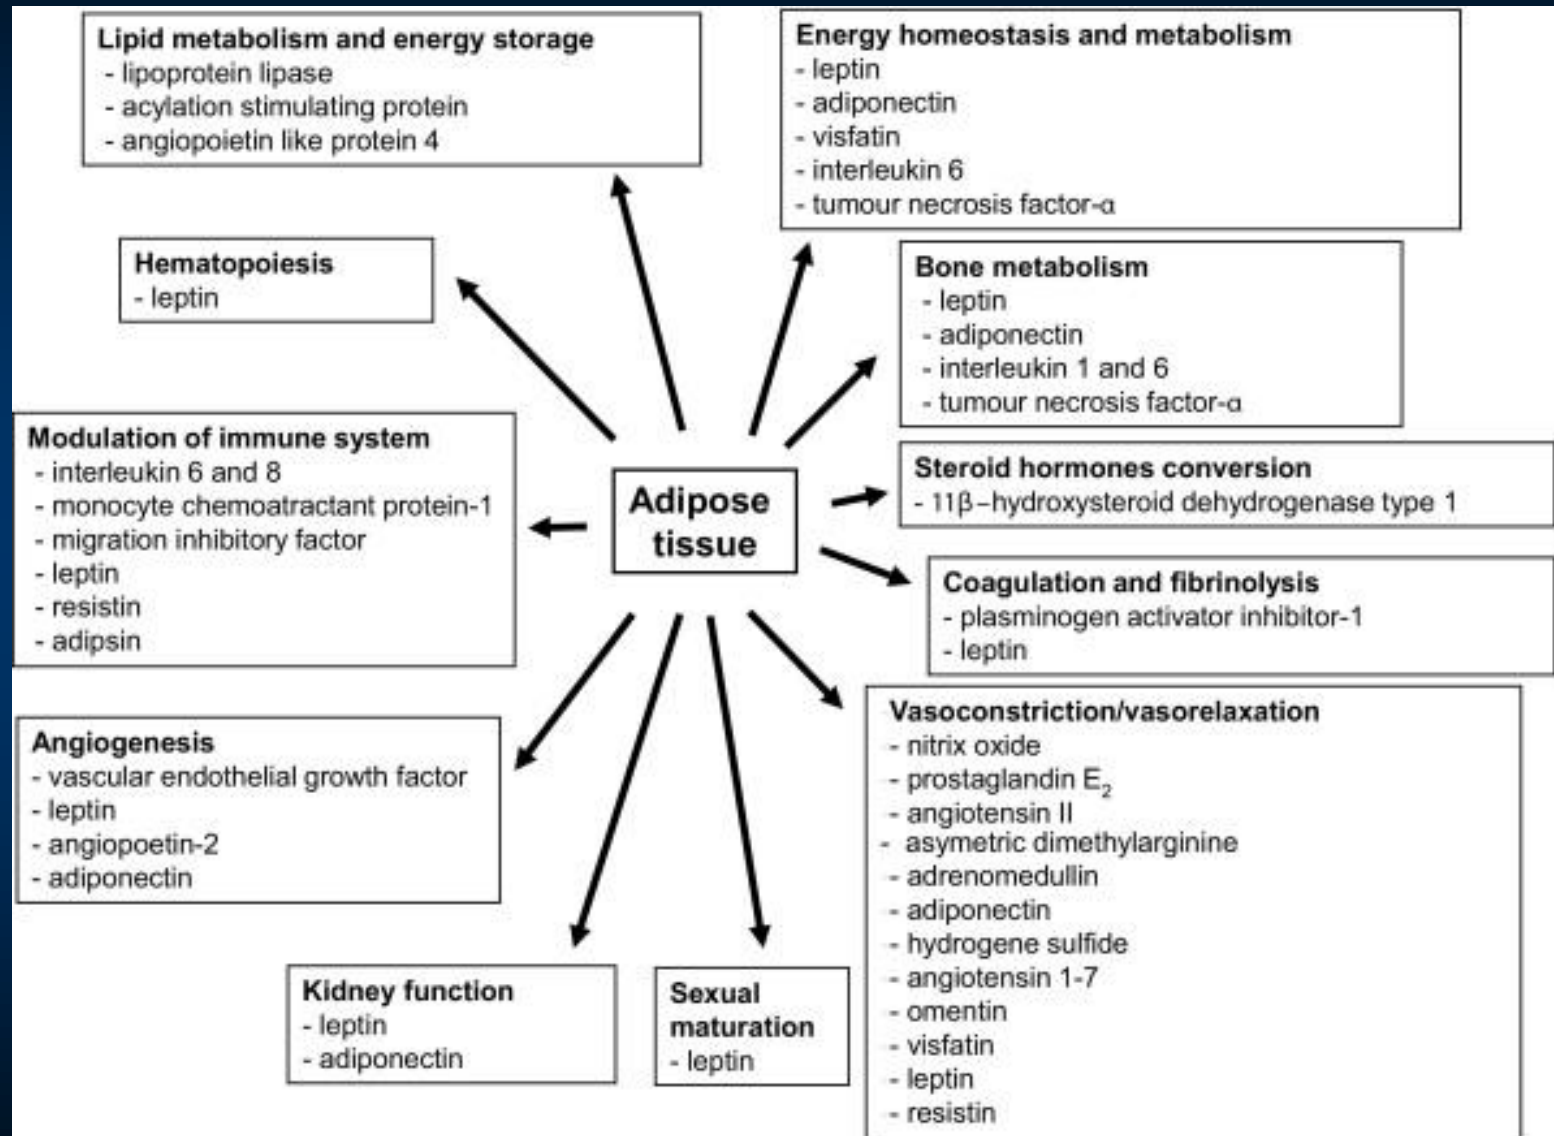 Lipid metabolism and energy storage
- lipoprotein lipase
- acylation stimulating protein
- angiopoietin like protein 4
Energy homeostasis and metabolism
- leptin
- adiponectin
- visfatin
- interleukin 6
- tumour necrosis factor-α
Hematopoiesis
- leptin
Bone metabolism
- leptin
- adiponectin
- interleukin 1 and 6
- tumour necrosis factor-α
Modulation of immune system
- interleukin 6 and 8
- monocyte chemoatractant protein-1
- migration inhibitory factor
- leptin
- resistin
- adipsin
Adipose
tissue
Steroid hormones conversion
- 11β–hydroxysteroid dehydrogenase type 1
Coagulation and fibrinolysis
- plasminogen activator inhibitor-1
- leptin
Angiogenesis
- vascular endothelial growth factor
- leptin
- angiopoetin-2
- adiponectin
Vasoconstriction/vasorelaxation
- nitrix oxide
- prostaglandin E₂
- angiotensin II
- asymetric dimethylarginine
- adrenomedullin
- adiponectin
- hydrogene sulfide
- angiotensin 1-7
- omentin
- visfatin
- leptin
- resistin
Kidney function
- leptin
- adiponectin
Sexual
maturation
- leptin